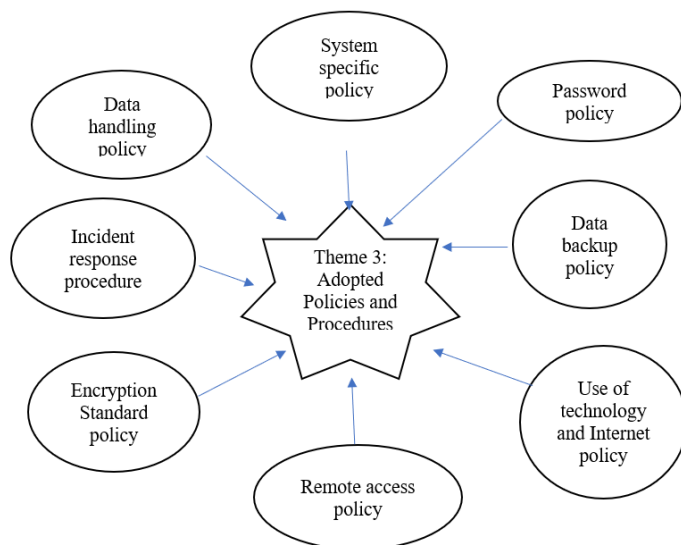 System
specific
policy
Password
policy
Data
handling
policy
Incident
response
procedure
Theme 3:
Adopted
Policies and
Procedures
Data
backup
policy
Encryption
Standard
policy
Use of
technology
and Internet
policy
Remote access
policy